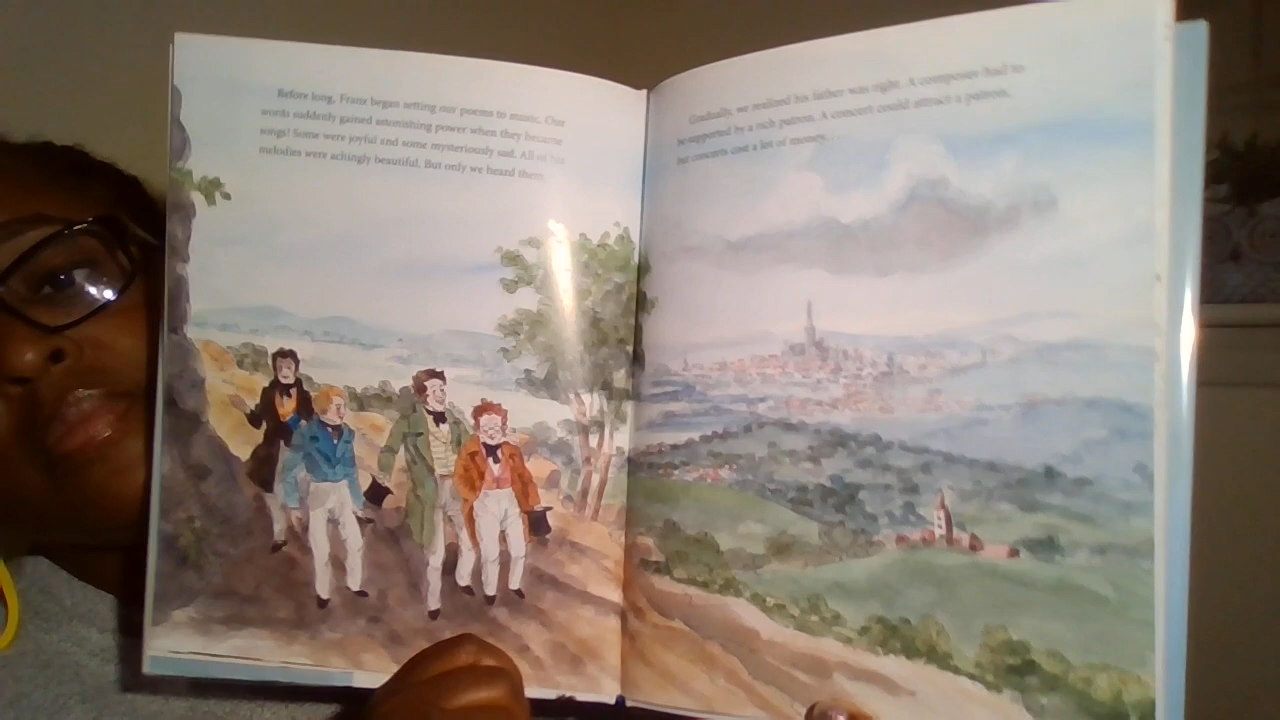 Before long, Franz began setting our poems to music. Our
words suddenly gained astonishing power when they became
songs! Some were joyful and some mysteriously sad. All of his
melodies were achingly beautiful. But only we heard them.
Gradually, we realized his father was right. A composer had to
be supported by a rich patron. A concert could attract a patron,
but concerts cost a lot of money.